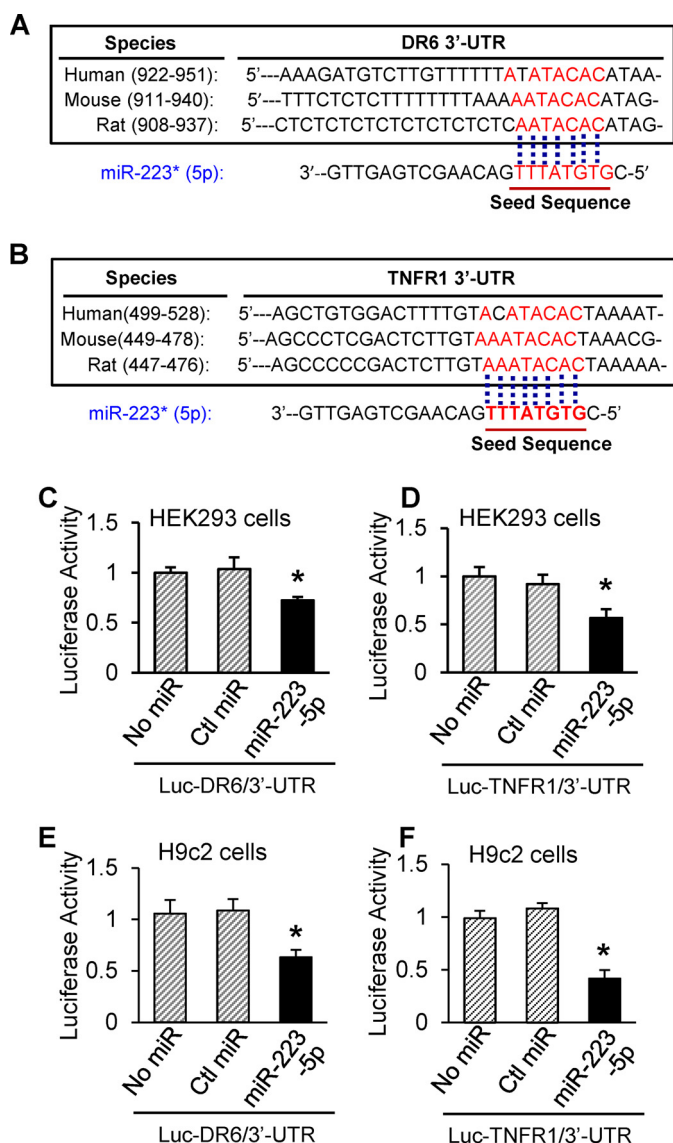 A
Species DR6 3'-UTR
Human (922-951): 5'---AAAGATGTCTTGTTTTTTATATACACATAA-
Mouse (911-940): 5'---TTTCTCTCTTTTTTTTTAAAAATACACATAG-
Rat (908-937): 5'---CTCTCTCTCTCTCTCTCTCAATACACATAG-
miR-223* (5p): 3'--GTTGAGTCGAACAGTTTATGTGC-5'
Seed Sequence
B
Species TNFR1 3'-UTR
Human(499-528): 5'---AGCTGTGGACTTTTGTACATACACTAAAAT-
Mouse(449-478): 5'---AGCCCTCGACTCTTGTAAATACACTAAACG-
Rat (447-476): 5'---AGCCCCCGACTCTTGTAAATACACTAAAAA-
miR-223* (5p): 3'--GTTGAGTCGAACAGTTTATGTGC-5'
Seed Sequence
C
HEK293 cells
Luciferase Activity
1.5
1
0.5
0
*
No miR
Ctl miR
miR-223
-5p
Luc-DR6/3'-UTR
D
HEK293 cells
Luciferase Activity
1.5
1
0.5
0
*
No miR
Ctl miR
miR-223
-5p
Luc-TNFR1/3'-UTR
E
H9c2 cells
Luciferase Activity
1.5
1
0.5
0
*
No miR
Ctl miR
miR-223
-5p
Luc-DR6/3'-UTR
F
H9c2 cells
Luciferase Activity
1.5
1
0.5
0
*
No miR
Ctl miR
miR-223
-5p
Luc-TNFR1/3'-UTR